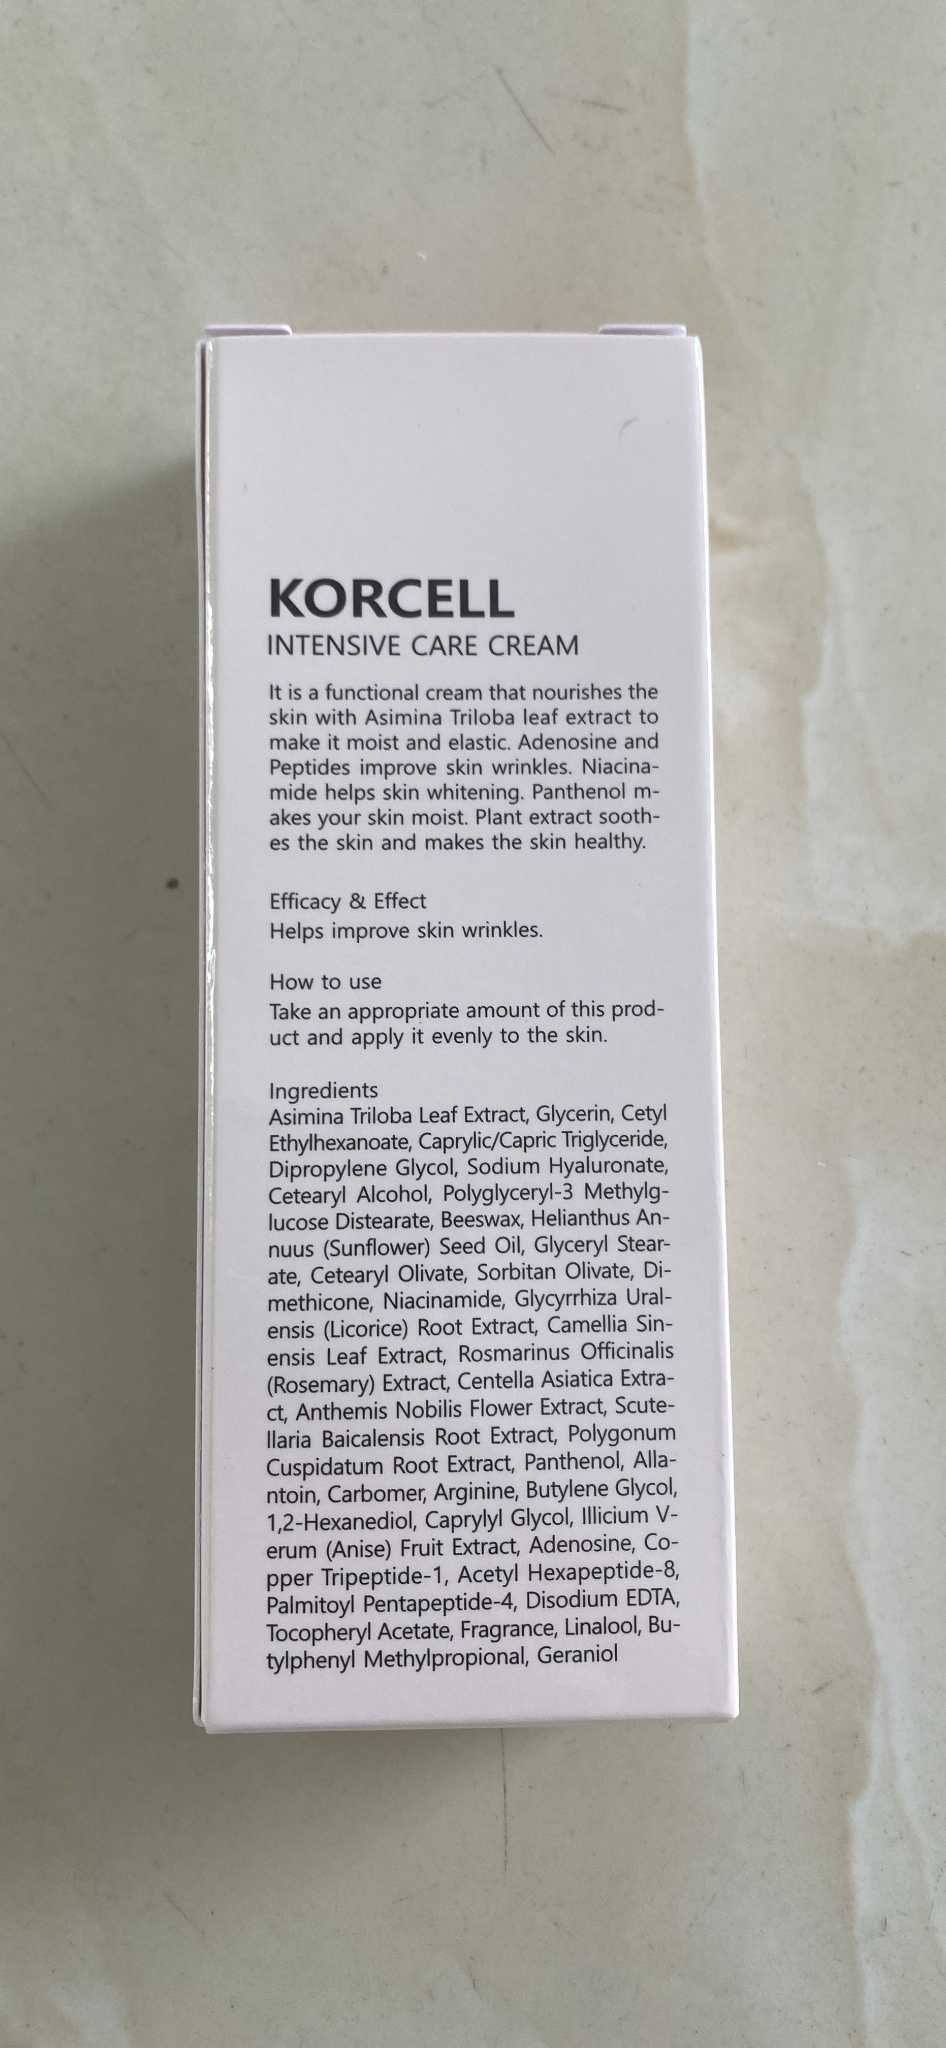 KORCELL
INTENSIVE CARE CREAM
It is a functional cream that nourishes the
skin with Asimina Triloba leaf extract to
make it moist and elastic. Adenosine and
Peptides improve skin wrinkles. Niacina-
mide helps skin whitening. Panthenol m-
akes your skin moist. Plant extract sooth-
es the skin and makes the skin healthy.
Efficacy & Effect
Helps improve skin wrinkles.
How to use
Take an appropriate amount of this prod-
uct and apply it evenly to the skin.
Ingredients
Asimina Triloba Leaf Extract, Glycerin, Cetyl
Ethylhexanoate, Caprylic/Capric Triglyceride,
Dipropylene Glycol, Sodium Hyaluronate,
Cetearyl Alcohol, Polyglyceryl-3 Methylg-
lucose Distearate, Beeswax, Helianthus An-
nuus (Sunflower) Seed Oil, Glyceryl Stear-
ate, Cetearyl Olivate, Sorbitan Olivate, Di-
methicone, Niacinamide, Glycyrrhiza Ural-
ensis (Licorice) Root Extract, Camellia Sin-
ensis Leaf Extract, Rosmarinus Officinalis
(Rosemary) Extract, Centella Asiatica Extra-
ct, Anthemis Nobilis Flower Extract, Scute-
llaria Baicalensis Root Extract, Polygonum
Cuspidatum Root Extract, Panthenol, Alla-
ntoin, Carbomer, Arginine, Butylene Glycol,
1,2-Hexanediol, Caprylyl Glycol, Illicium V-
erum (Anise) Fruit Extract, Adenosine, Co-
pper Tripeptide-1, Acetyl Hexapeptide-8,
Palmitoyl Pentapeptide-4, Disodium EDTA,
Tocopheryl Acetate, Fragrance, Linalool, Bu-
tylphenyl Methylpropional, Geraniol